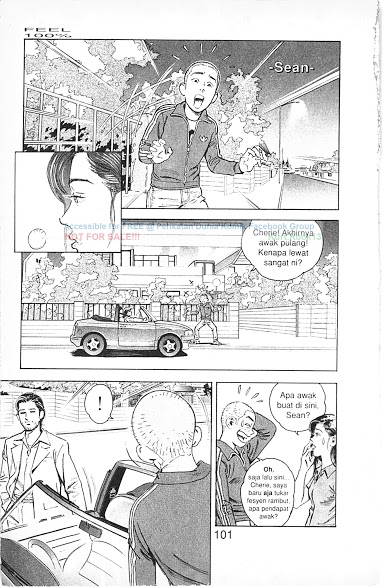 FEEL
100%
-Sean-
Accessible for FREE @ Perikatan Dunia Komik Facebook Group
NOT FOR SALE!!!
Cherie! Akhirnya
awak pulang!
Kenapa lewat
sangat ni?
!
Apa awak
buat di sini,
Sean?
Oh,
saja lalu sini...
Cherie, saya
baru aja tukar
fesyen rambut,
apa pendapat
awak?
101